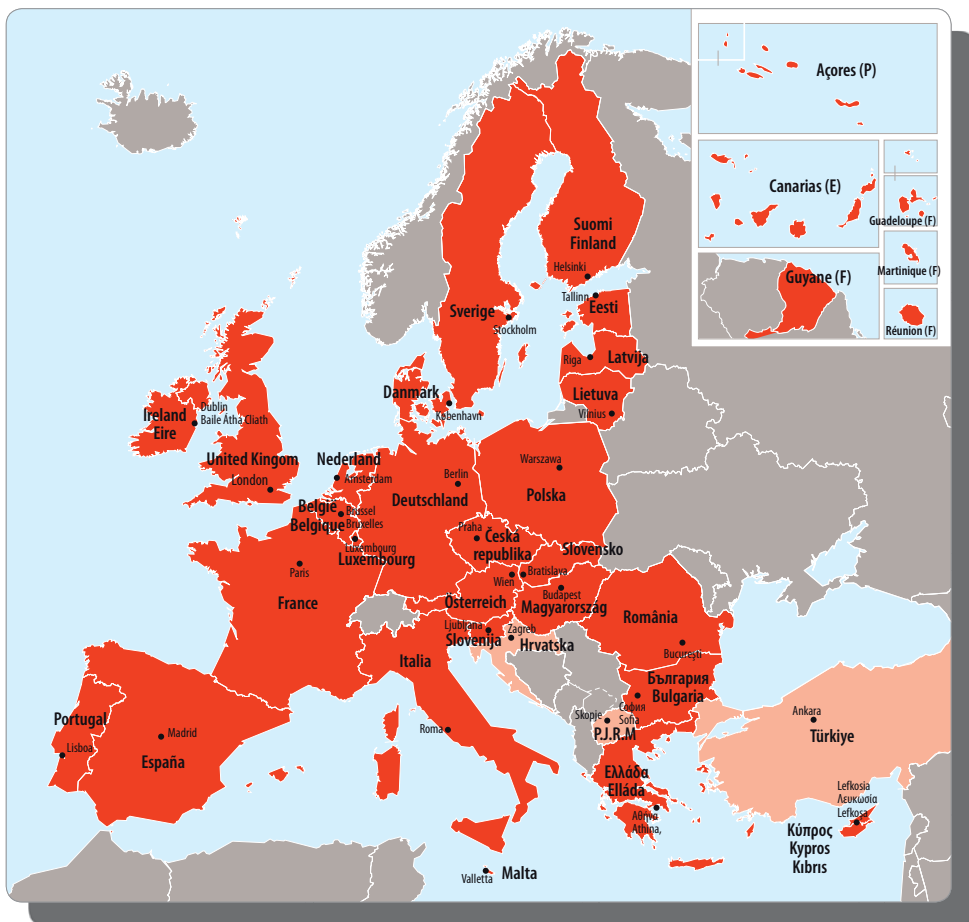 Açores (P)
Canarias (E)
Guadeloupe (F)
Martinique (F)
Guyane (F)
Réunion (F)
Suomi
Finland
Helsinki
Tallinn
Eesti
Sverige
Stockholm
Riga
Latvija
Danmark
København
Lietuva
Vilnius
Ireland
Eire
Dublin
Baile Átha Cliath
United Kingom
London
Nederland
Amsterdam
Berlin
Deutschland
Warszawa
Polska
België
Belgique
Brüssel
Bruxelles
Luxembourg
Luxembourg
Praha
Česká
republika
Slovensko
Paris
France
Wien
Bratislava
Budapest
Österreich
Magyarország
România
Bucureşti
Ljubljana
Slovenija
Zagreb
Hrvatska
Italia
Roma
България
Bulgaria
София
Sofia
Skopje
P.J.R.M
Portugal
Lisboa
Madrid
España
Ankara
Türkiye
Ελλάδα
Elláda
Αθήνα
Athina,
Lefkosia
Λευκωσία
Lefkosa
Κύπρος
Kypros
Kıbrıs
Valletta
Malta